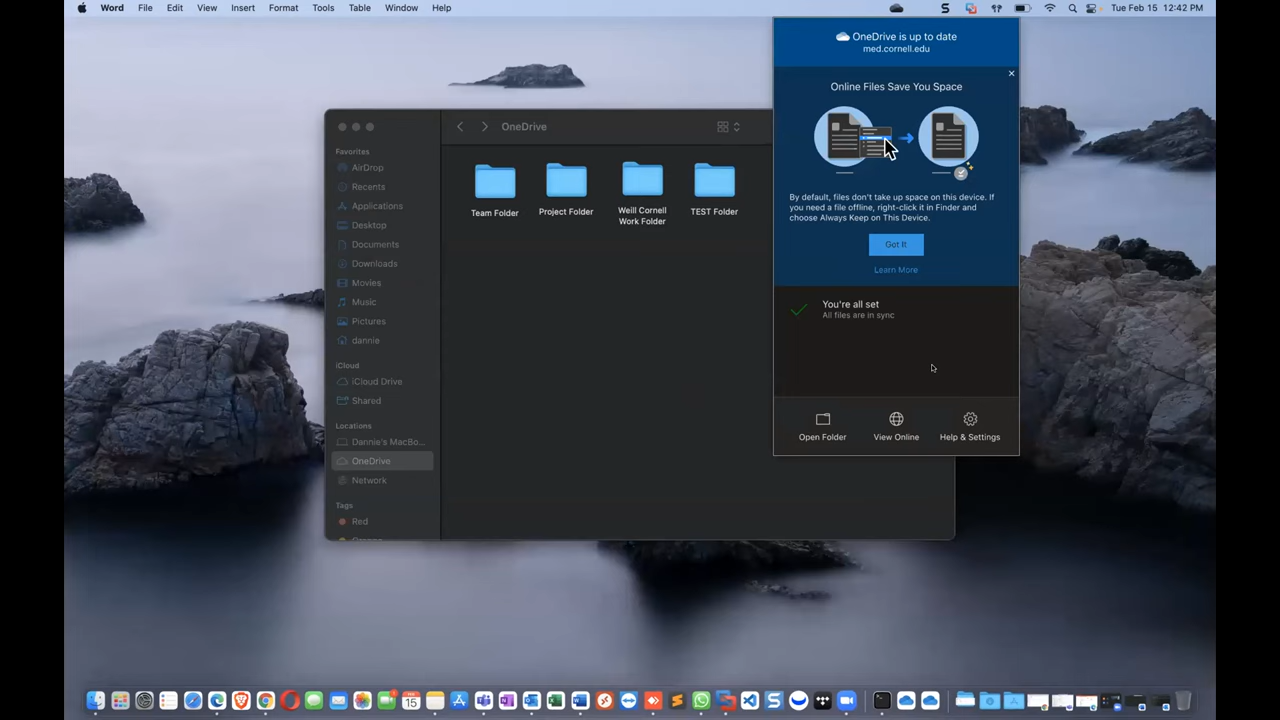 Word File Edit View Insert Format Tools Table Window Help
Tue Feb 15 12:42 PM
OneDrive is up to date
med.cornell.edu
Online Files Save You Space
By default, files don't take up space on this device. If
you need a file offline, right-click it in Finder and
choose Always Keep on This Device.
Got It
Learn More
You're all set
All files are in sync
Open Folder View Online Help & Settings
OneDrive
Team Folder
Project Folder
Weill Cornell
Work Folder
TEST Folder
Favorites
AirDrop
Recents
Applications
Desktop
Documents
Downloads
Movies
Music
Pictures
dannie
iCloud
iCloud Drive
Shared
Locations
Dannie's MacBo...
OneDrive
Network
Tags
Red
15